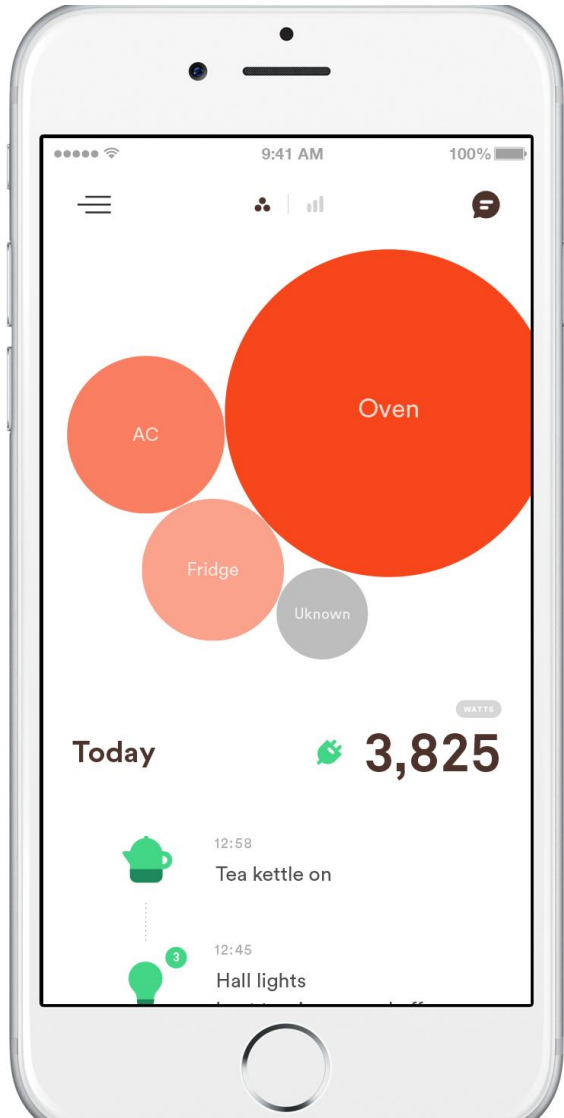 9:41 AM
100%
Oven
AC
Fridge
Uknown
WATTS
Today
3,825
12:58
Tea kettle on
3
12:45
Hall lights